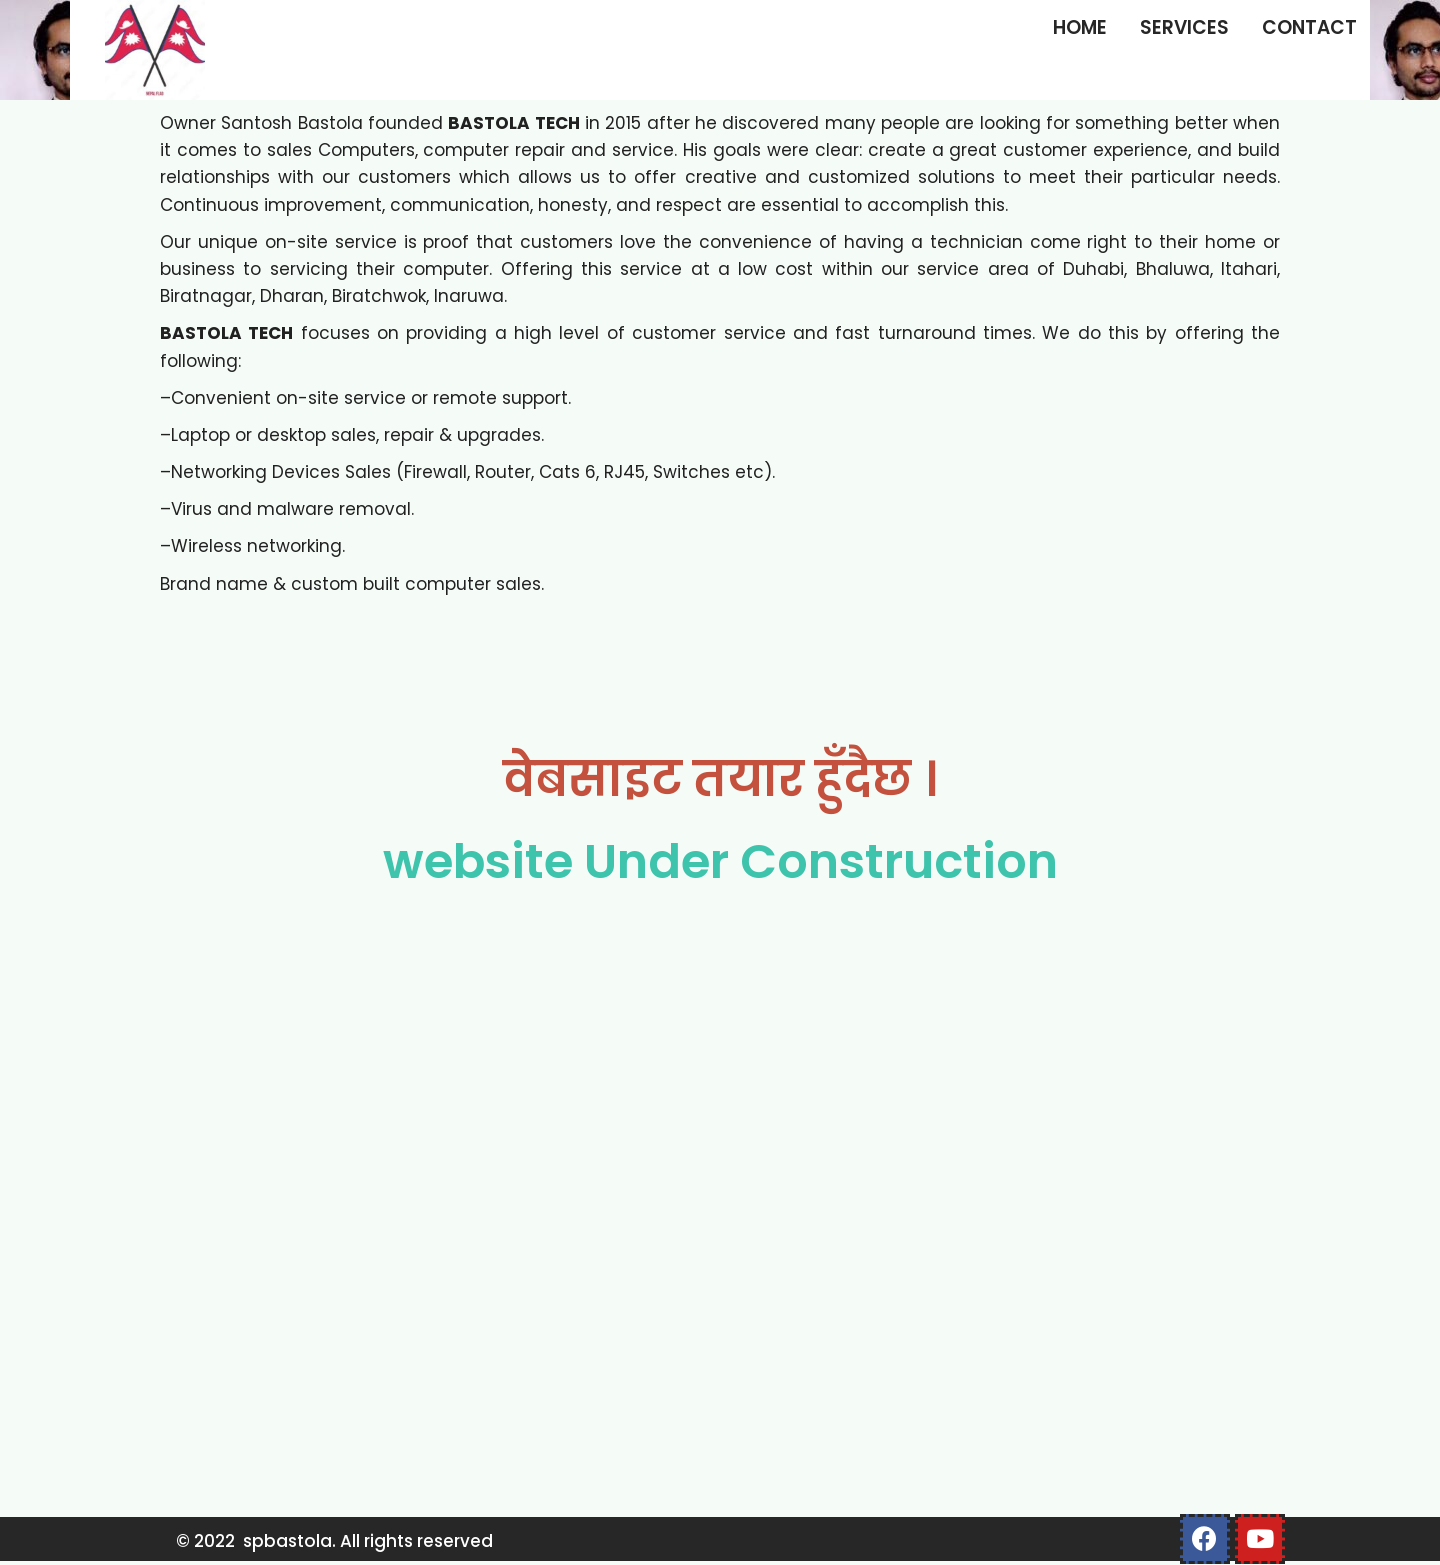 HOME SERVICES CONTACT
Owner Santosh Bastola founded BASTOLA TECH in 2015 after he discovered many people are looking for something better when
it comes to sales Computers, computer repair and service. His goals were clear: create a great customer experience, and build
relationships with our customers which allows us to offer creative and customized solutions to meet their particular needs.
Continuous improvement, communication, honesty, and respect are essential to accomplish this.
Our unique on-site service is proof that customers love the convenience of having a technician come right to their home or
business to servicing their computer. Offering this service at a low cost within our service area of Duhabi, Bhaluwa, Itahari,
Biratnagar, Dharan, Biratchwok, Inaruwa.
BASTOLA TECH focuses on providing a high level of customer service and fast turnaround times. We do this by offering the
following:
–Convenient on-site service or remote support.
–Laptop or desktop sales, repair & upgrades.
–Networking Devices Sales (Firewall, Router, Cats 6, RJ45, Switches etc).
–Virus and malware removal.
–Wireless networking.
Brand name & custom built computer sales.
वेबसाइट तयार हुँदैछ ।
website Under Construction
© 2022 spbastola. All rights reserved